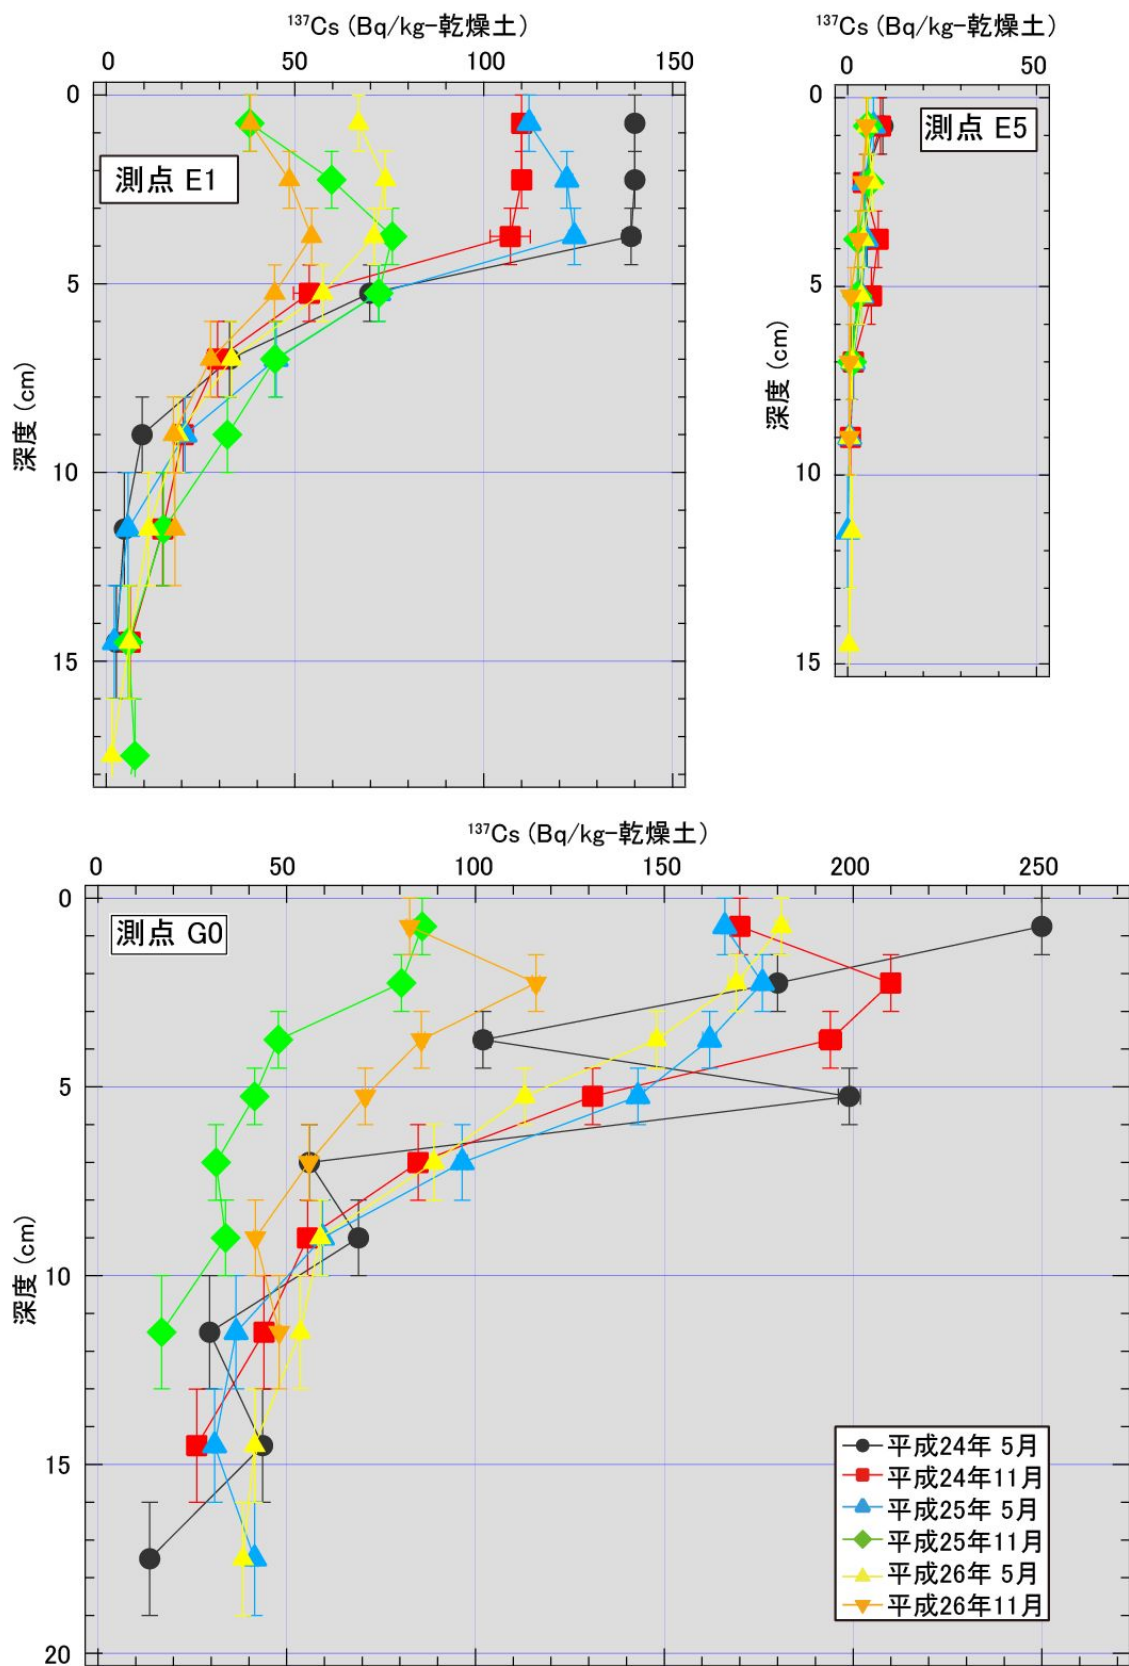 ¹³⁷Cs (Bq/kg−乾燥土)
0 50 100 150
0
5
10
15
深度 (cm)
測点 E1
¹³⁷Cs (Bq/kg−乾燥土)
0 50
0
5
10
15
深度 (cm)
測点 E5
¹³⁷Cs (Bq/kg−乾燥土)
0 50 100 150 200 250
0
5
10
15
20
深度 (cm)
測点 G0
平成24年 5月
平成24年11月
平成25年 5月
平成25年11月
平成26年 5月
平成26年11月